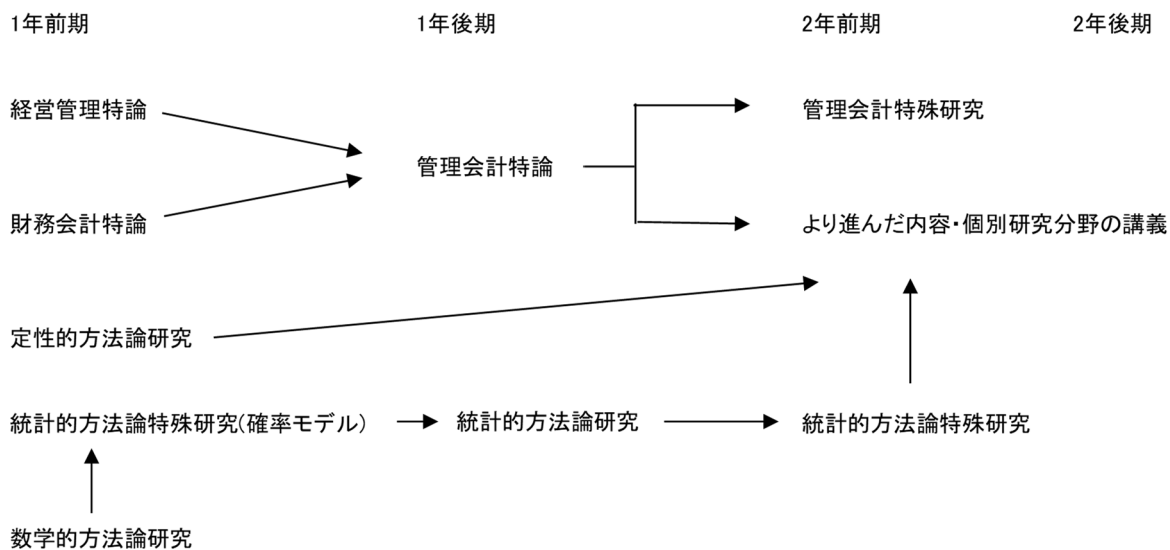 1年前期 1年後期 2年前期 2年後期
経営管理特論 管理会計特殊研究
管理会計特論
財務会計特論 より進んだ内容・個別研究分野の講義
定性的方法論研究
統計的方法論特殊研究(確率モデル) 統計的方法論研究 統計的方法論特殊研究
数学的方法論研究